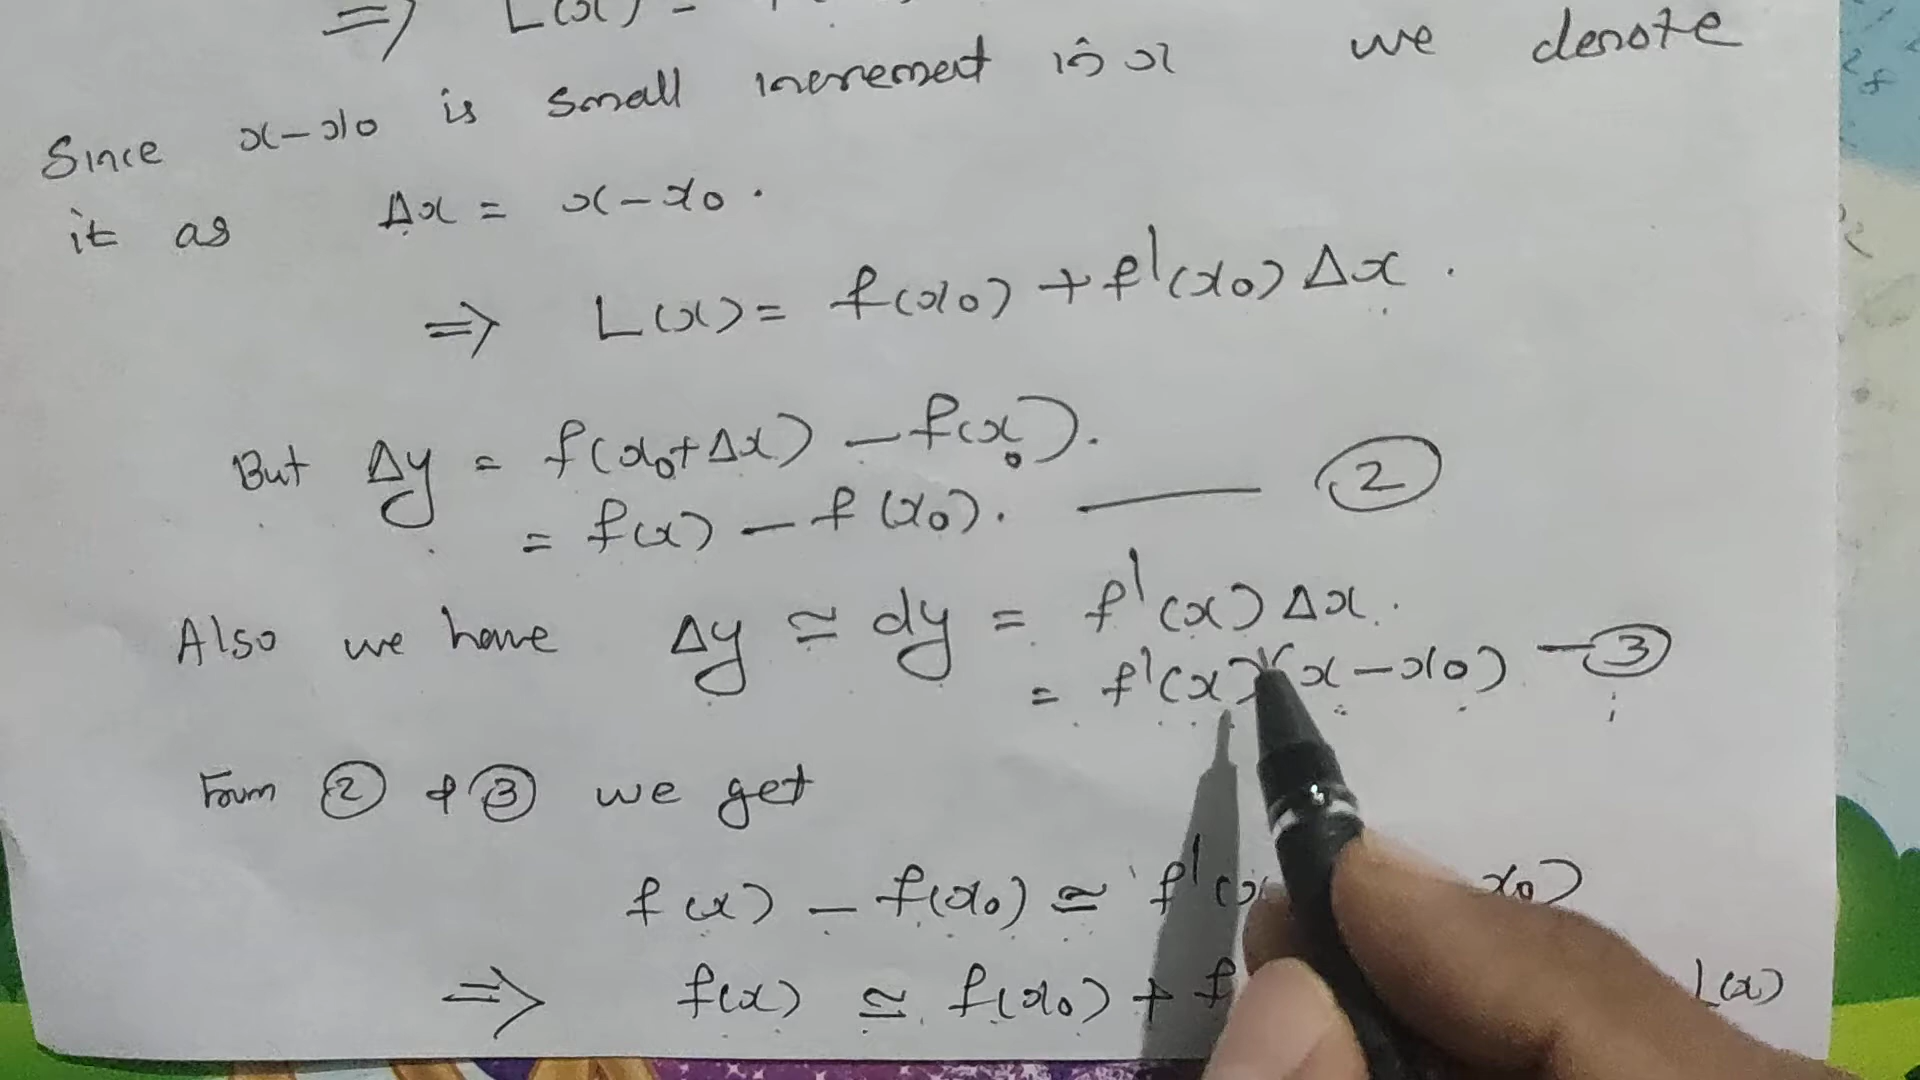 ⇒ L(x) =
Since x-x0 is small increment in x we denote
it as Δx = x-x0.
⇒ L(x) = f(x0) + f'(x0) Δx.
But Δy = f(x0+Δx) - f(x0).
= f(x) - f(x0). —— ②
Also we have Δy ≃ dy = f'(x) Δx.
= f'(x)(x-x0) - ③
From ② & ③ we get
f(x) - f(x0) ≃ f'(x x0)
⇒ f(x) ≃ f(x0) + f L(x)